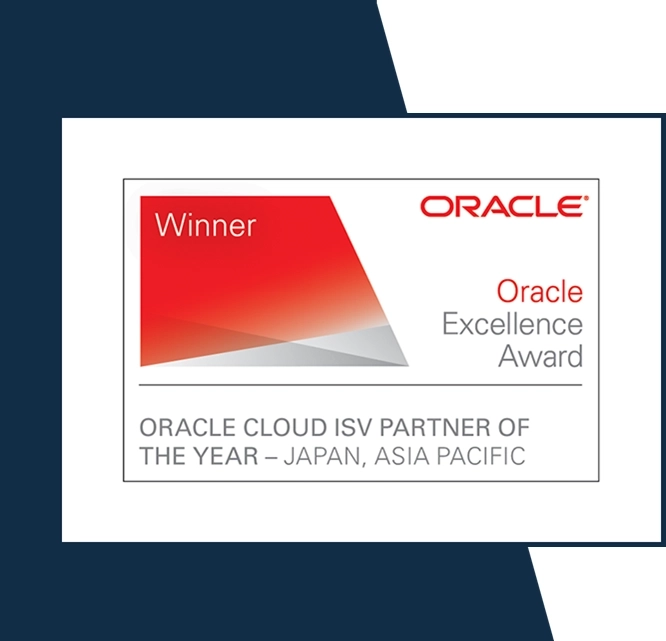 Winner
ORACLE®
Oracle
Excellence
Award
ORACLE CLOUD ISV PARTNER OF
THE YEAR – JAPAN, ASIA PACIFIC